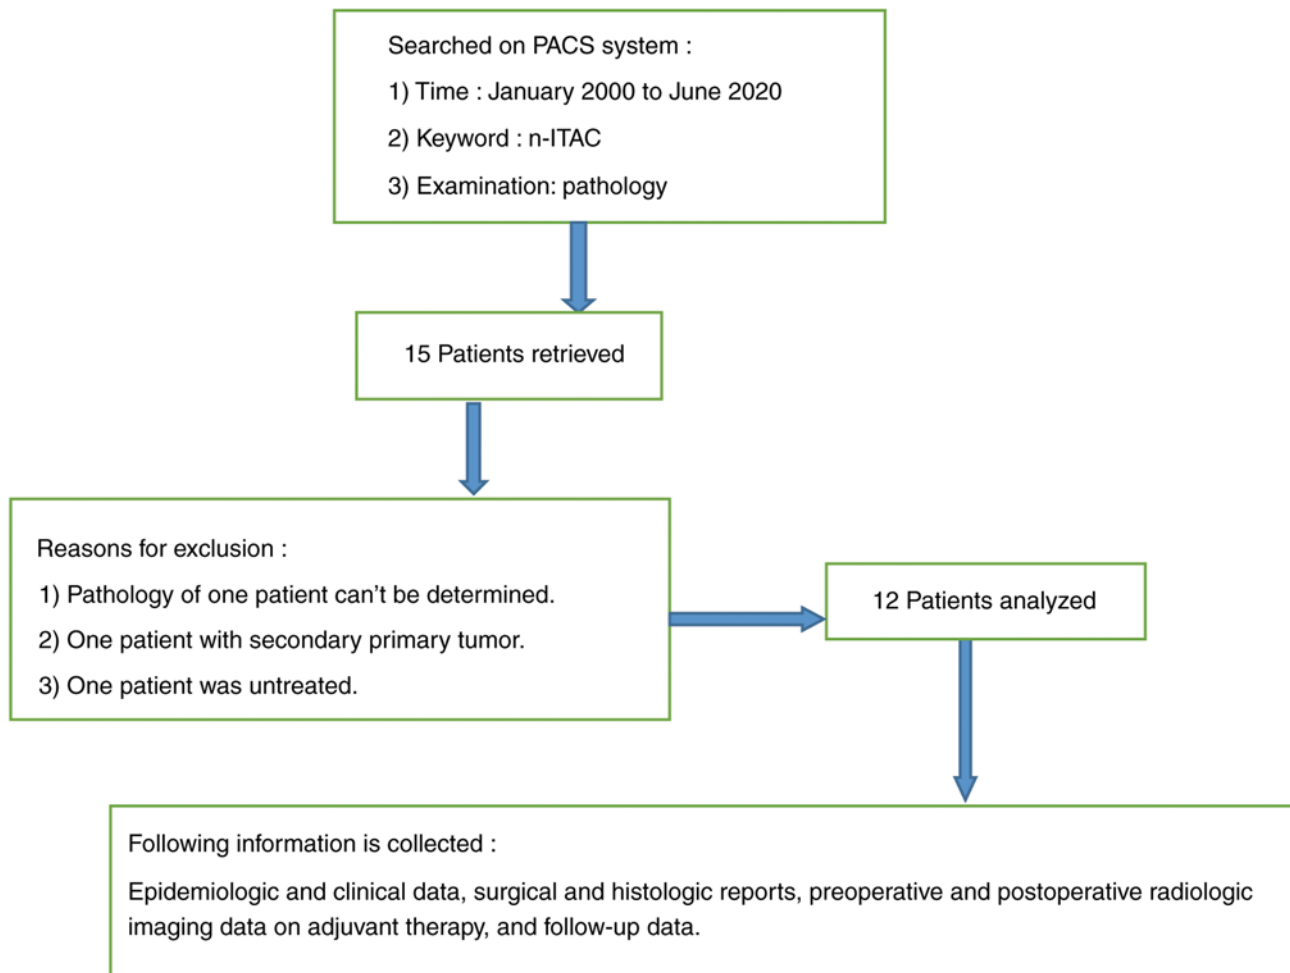 Searched on PACS system :
1) Time : January 2000 to June 2020
2) Keyword : n-ITAC
3) Examination: pathology
15 Patients retrieved
Reasons for exclusion :
1) Pathology of one patient can’t be determined.
2) One patient with secondary primary tumor.
3) One patient was untreated.
12 Patients analyzed
Following information is collected :
Epidemiologic and clinical data, surgical and histologic reports, preoperative and postoperative radiologic
imaging data on adjuvant therapy, and follow-up data.